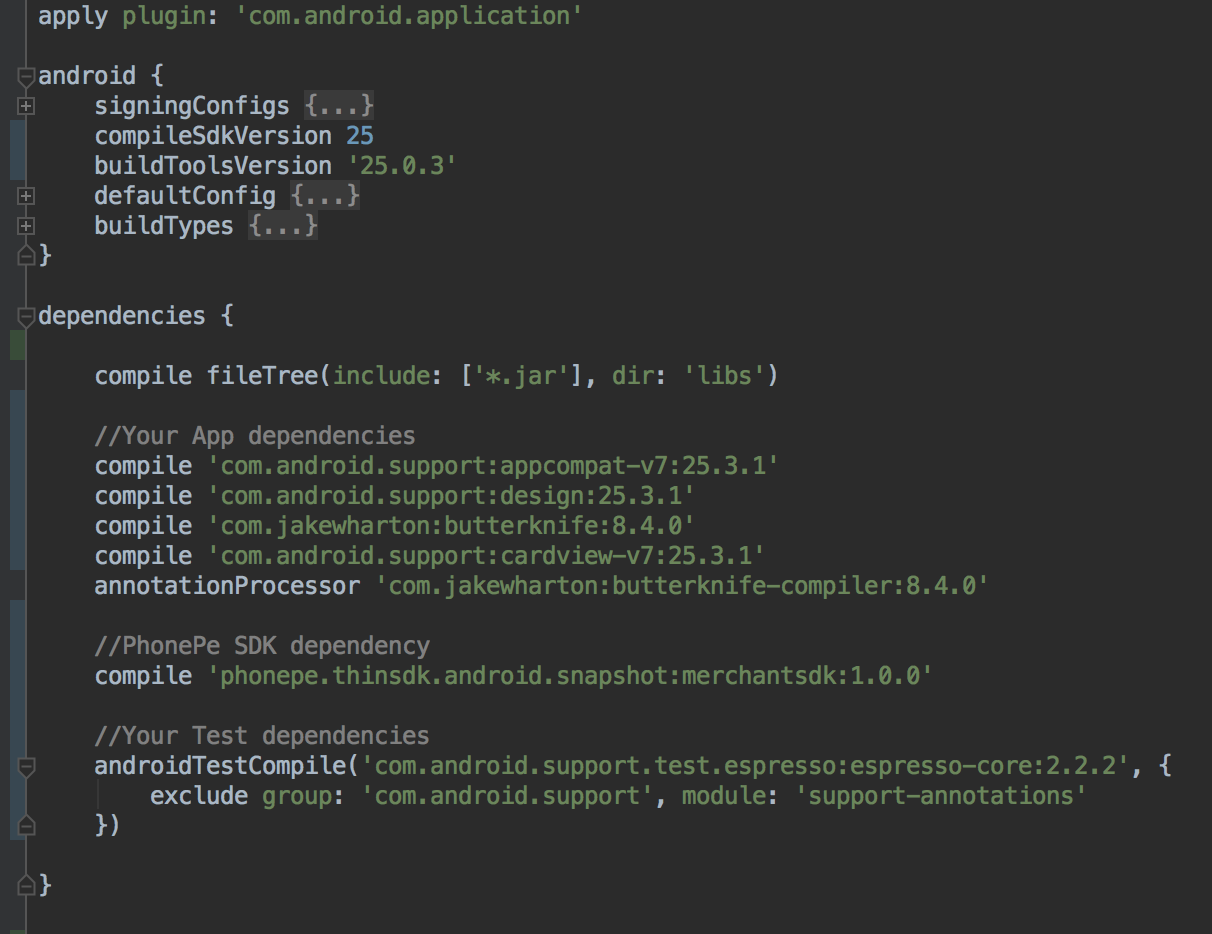 apply plugin: 'com.android.application'
android {
    signingConfigs {...}
    compileSdkVersion 25
    buildToolsVersion '25.0.3'
    defaultConfig {...}
    buildTypes {...}
}
dependencies {
    compile fileTree(include: ['*.jar'], dir: 'libs')
    //Your App dependencies
    compile 'com.android.support:appcompat-v7:25.3.1'
    compile 'com.android.support:design:25.3.1'
    compile 'com.jakewharton:butterknife:8.4.0'
    compile 'com.android.support:cardview-v7:25.3.1'
    annotationProcessor 'com.jakewharton:butterknife-compiler:8.4.0'
    //PhonePe SDK dependency
    compile 'phonepe.thinsdk.android.snapshot:merchantsdk:1.0.0'
    //Your Test dependencies
    androidTestCompile('com.android.support.test.espresso:espresso-core:2.2.2', {
        exclude group: 'com.android.support', module: 'support-annotations'
    })
}